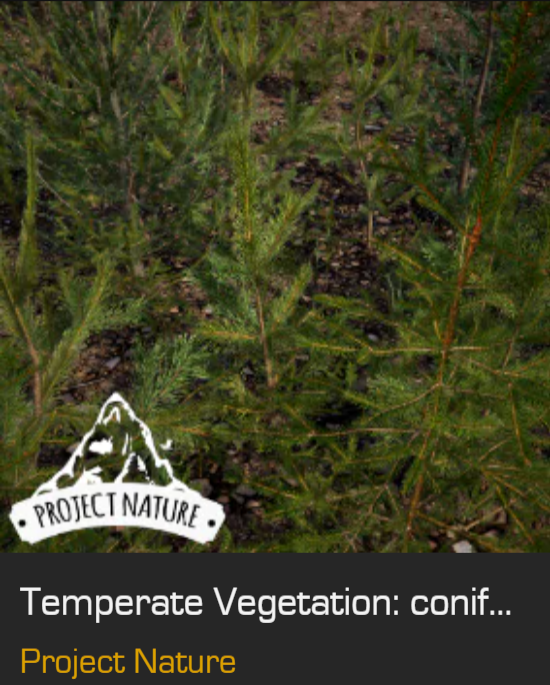 PROJECT NATURE
Temperate Vegetation: conif...
Project Nature